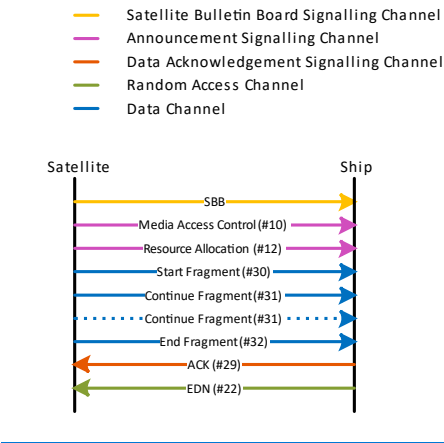 Satellite Bulletin Board Signalling Channel
Announcement Signalling Channel
Data Acknowledgement Signalling Channel
Random Access Channel
Data Channel
Satellite Ship
SBB
Media Access Control (#10)
Resource Allocation (#12)
Start Fragment (#30)
Continue Fragment (#31)
Continue Fragment (#31)
End Fragment (#32)
ACK (#29)
EDN (#22)